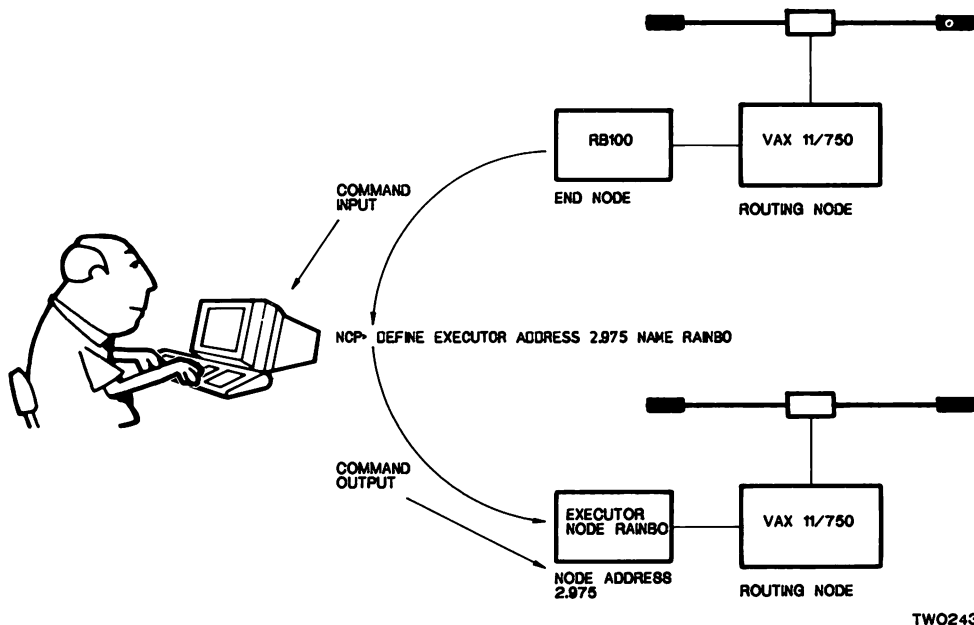 RB100
VAX 11/750
END NODE
ROUTING NODE
COMMAND
INPUT
NCP> DEFINE EXECUTOR ADDRESS 2.975 NAME RAINBO
COMMAND
OUTPUT
EXECUTOR
NODE RAINBO
VAX 11/750
NODE ADDRESS
2.975
ROUTING NODE
TWO243